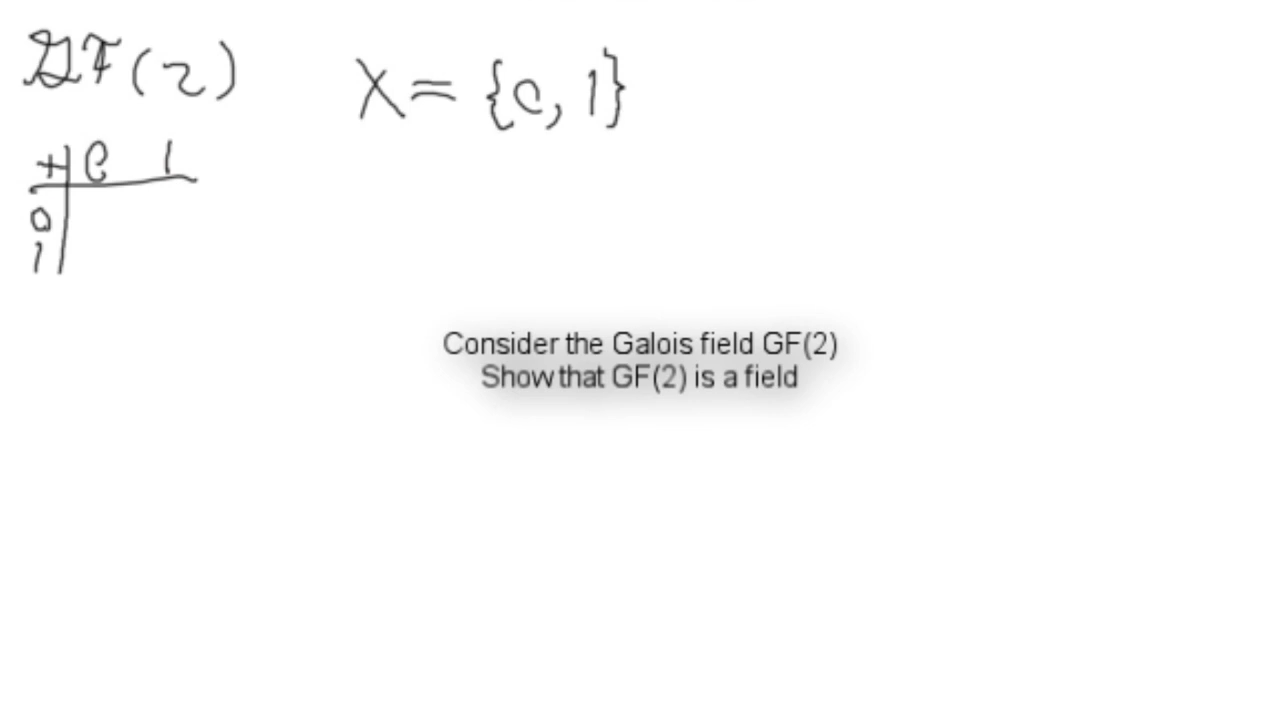 GF(2) X = {0, 1}
+ 0 1
0
1
Consider the Galois field GF(2)
Show that GF(2) is a field